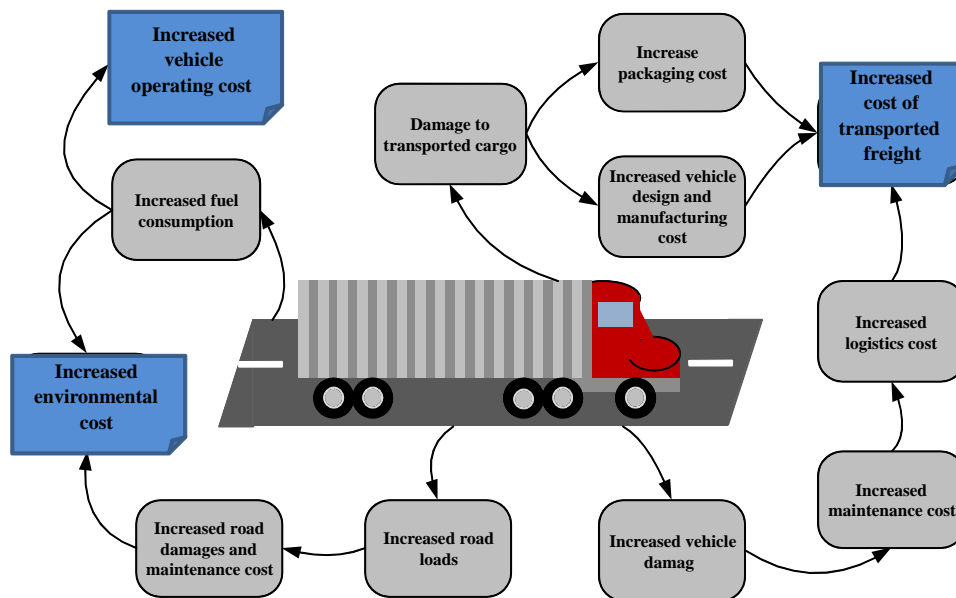 Increased
vehicle
operating cost
Increase
packaging cost
Increased
cost of
transported
freight
Damage to
transported cargo
Increased vehicle
design and
manufacturing
cost
Increased fuel
consumption
Increased
logistics cost
Increased
environmental
cost
Increased
maintenance cost
Increased road
damages and
maintenance cost
Increased road
loads
Increased vehicle
damag